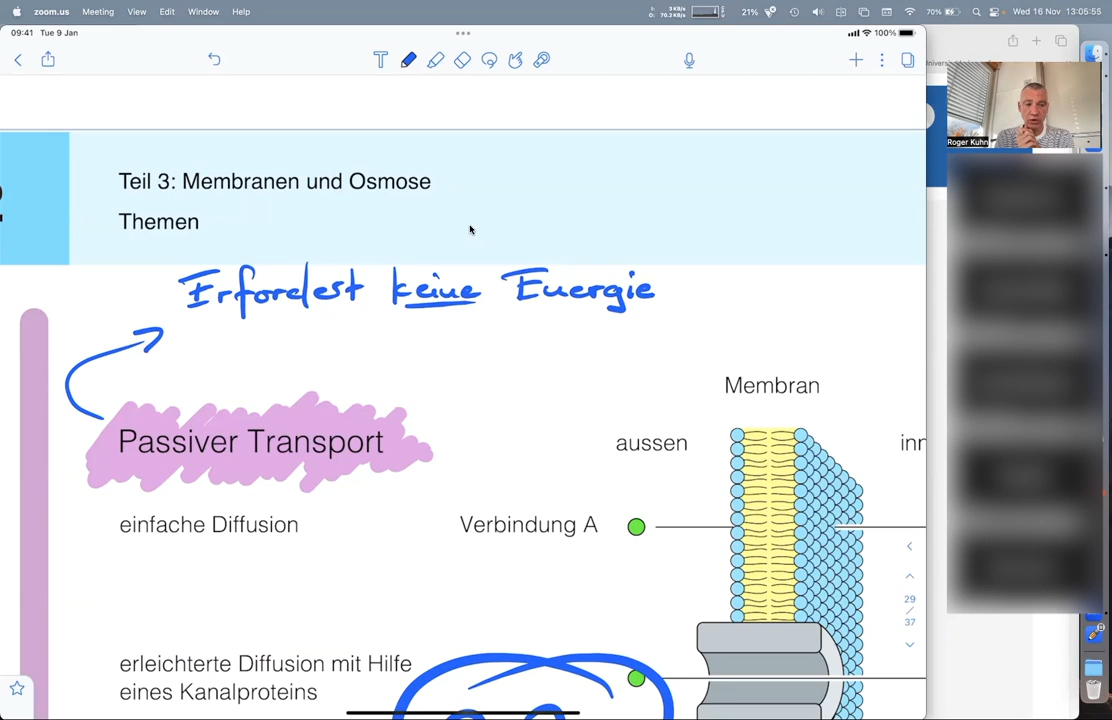 zoom.us Meeting View Edit Window Help
21% 70% Wed 16 Nov 13:05:55
09:41 Tue 9 Jan
100%
Roger Kuhn
Teil 3: Membranen und Osmose
Themen
Erfordert keine Energie
Membran
Passiver Transport
aussen
inn
einfache Diffusion
Verbindung A
29
/
37
erleichterte Diffusion mit Hilfe
eines Kanalproteins